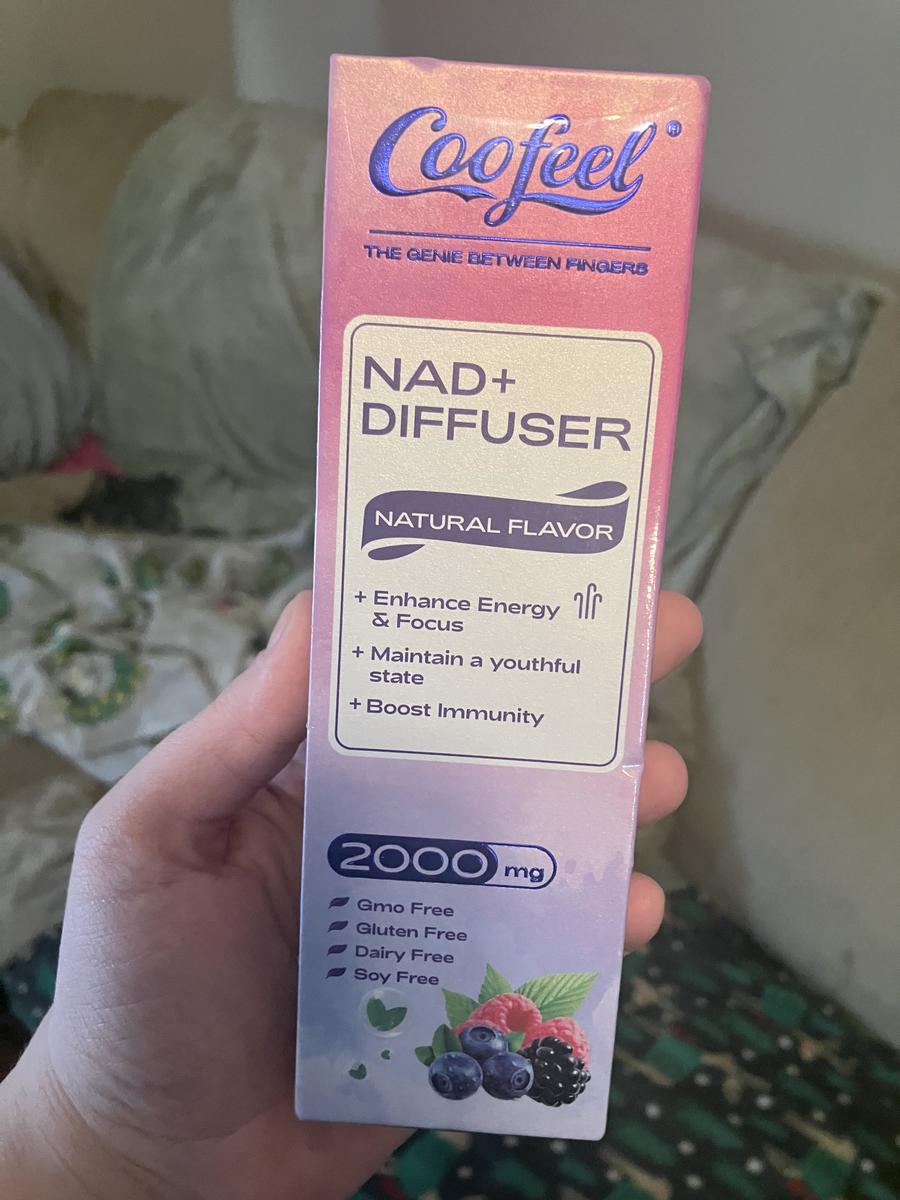 Coofeel®
THE GENIE BETWEEN FINGERS
NAD+
DIFFUSER
NATURAL FLAVOR
+ Enhance Energy
& Focus
+ Maintain a youthful
state
+ Boost Immunity
2000 mg
Gmo Free
Gluten Free
Dairy Free
Soy Free